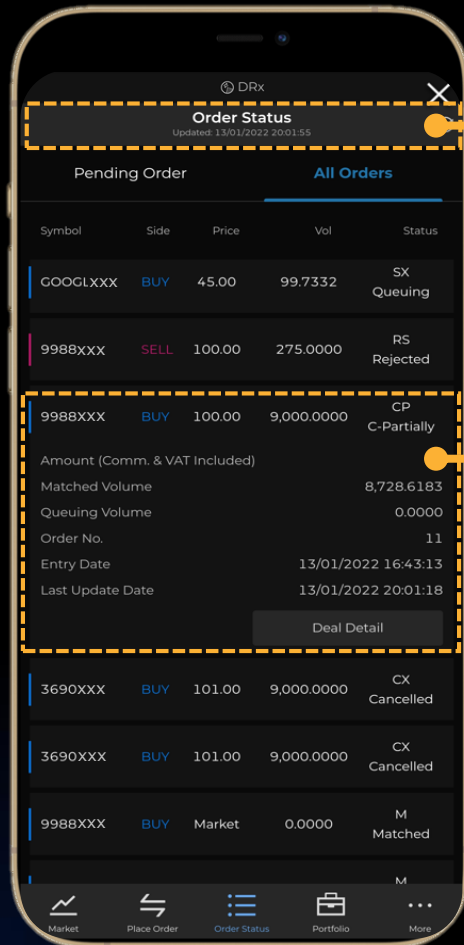 DRx
Order Status
Updated: 13/01/2022 20:01:55
Pending Order All Orders
Symbol Side Price Vol Status
GOOGLXXX BUY 45.00 99.7332 SX Queuing
9988XXX SELL 100.00 275.0000 RS Rejected
9988XXX BUY 100.00 9,000.0000 CP C-Partially
Amount (Comm. & VAT Included)
Matched Volume 8,728.6183
Queuing Volume 0.0000
Order No. 11
Entry Date 13/01/2022 16:43:13
Last Update Date 13/01/2022 20:01:18
Deal Detail
3690XXX BUY 101.00 9,000.0000 CX Cancelled
3690XXX BUY 101.00 9,000.0000 CX Cancelled
9988XXX BUY Market 0.0000 M Matched
M
Market Place Order Order Status Portfolio More